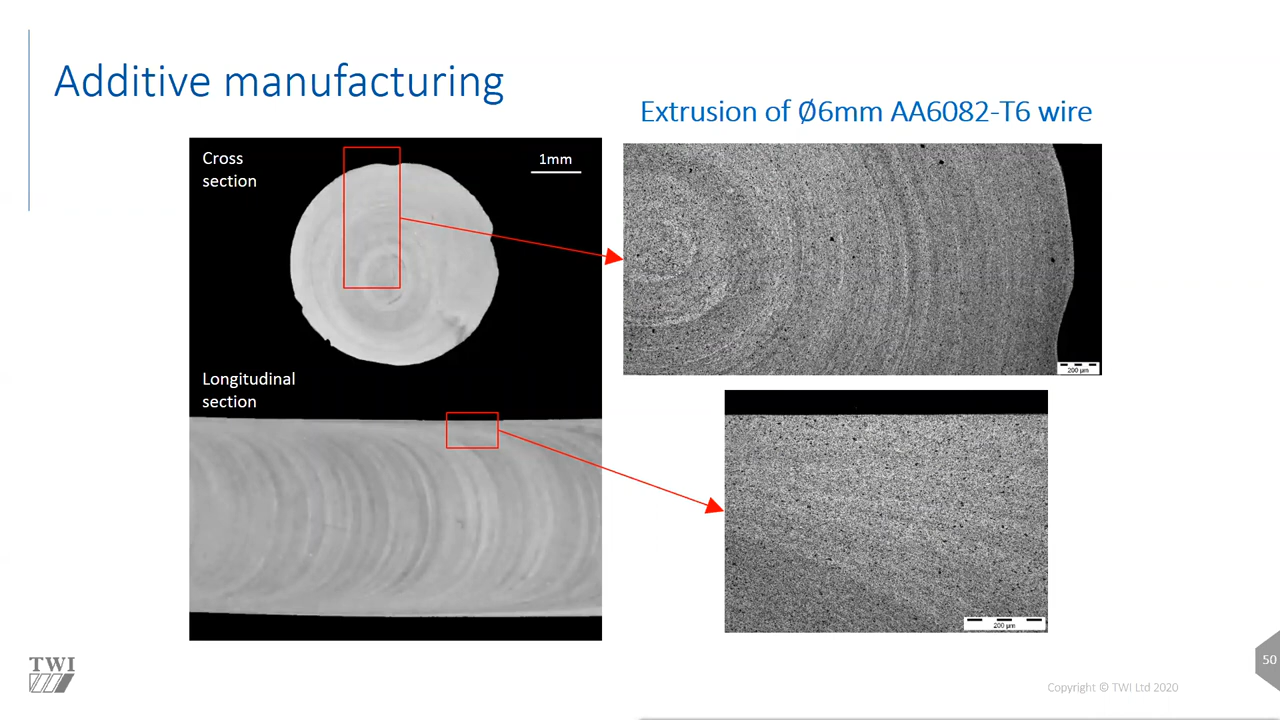 Additive manufacturing
Extrusion of Ø6mm AA6082-T6 wire
Cross
section
1mm
200 µm
Longitudinal
section
200 µm
TWI
Copyright © TWI Ltd 2020
50